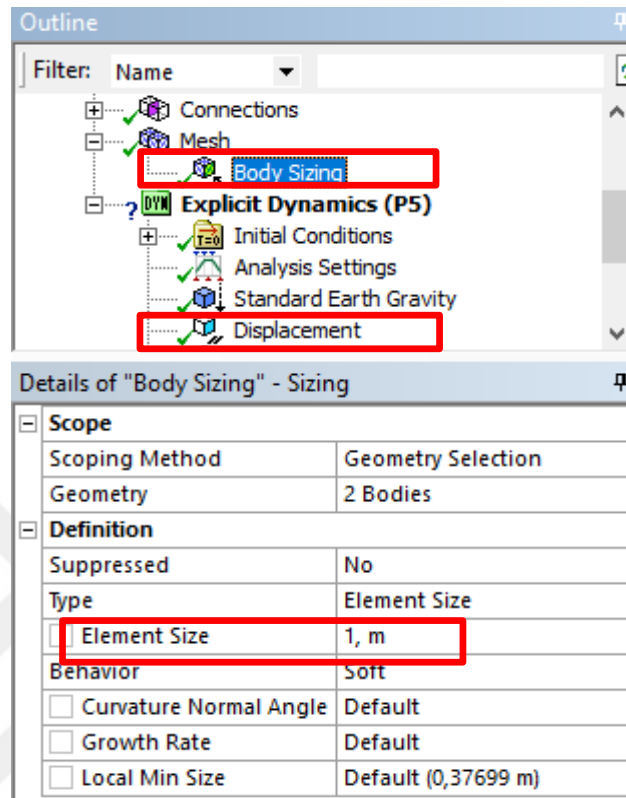 Outline
Filter: Name
Connections
Mesh
Body Sizing
Explicit Dynamics (P5)
Initial Conditions
Analysis Settings
Standard Earth Gravity
Displacement
Details of "Body Sizing" - Sizing
Scope
Scoping Method Geometry Selection
Geometry 2 Bodies
Definition
Suppressed No
Type Element Size
Element Size 1, m
Behavior Soft
Curvature Normal Angle Default
Growth Rate Default
Local Min Size Default (0,37699 m)